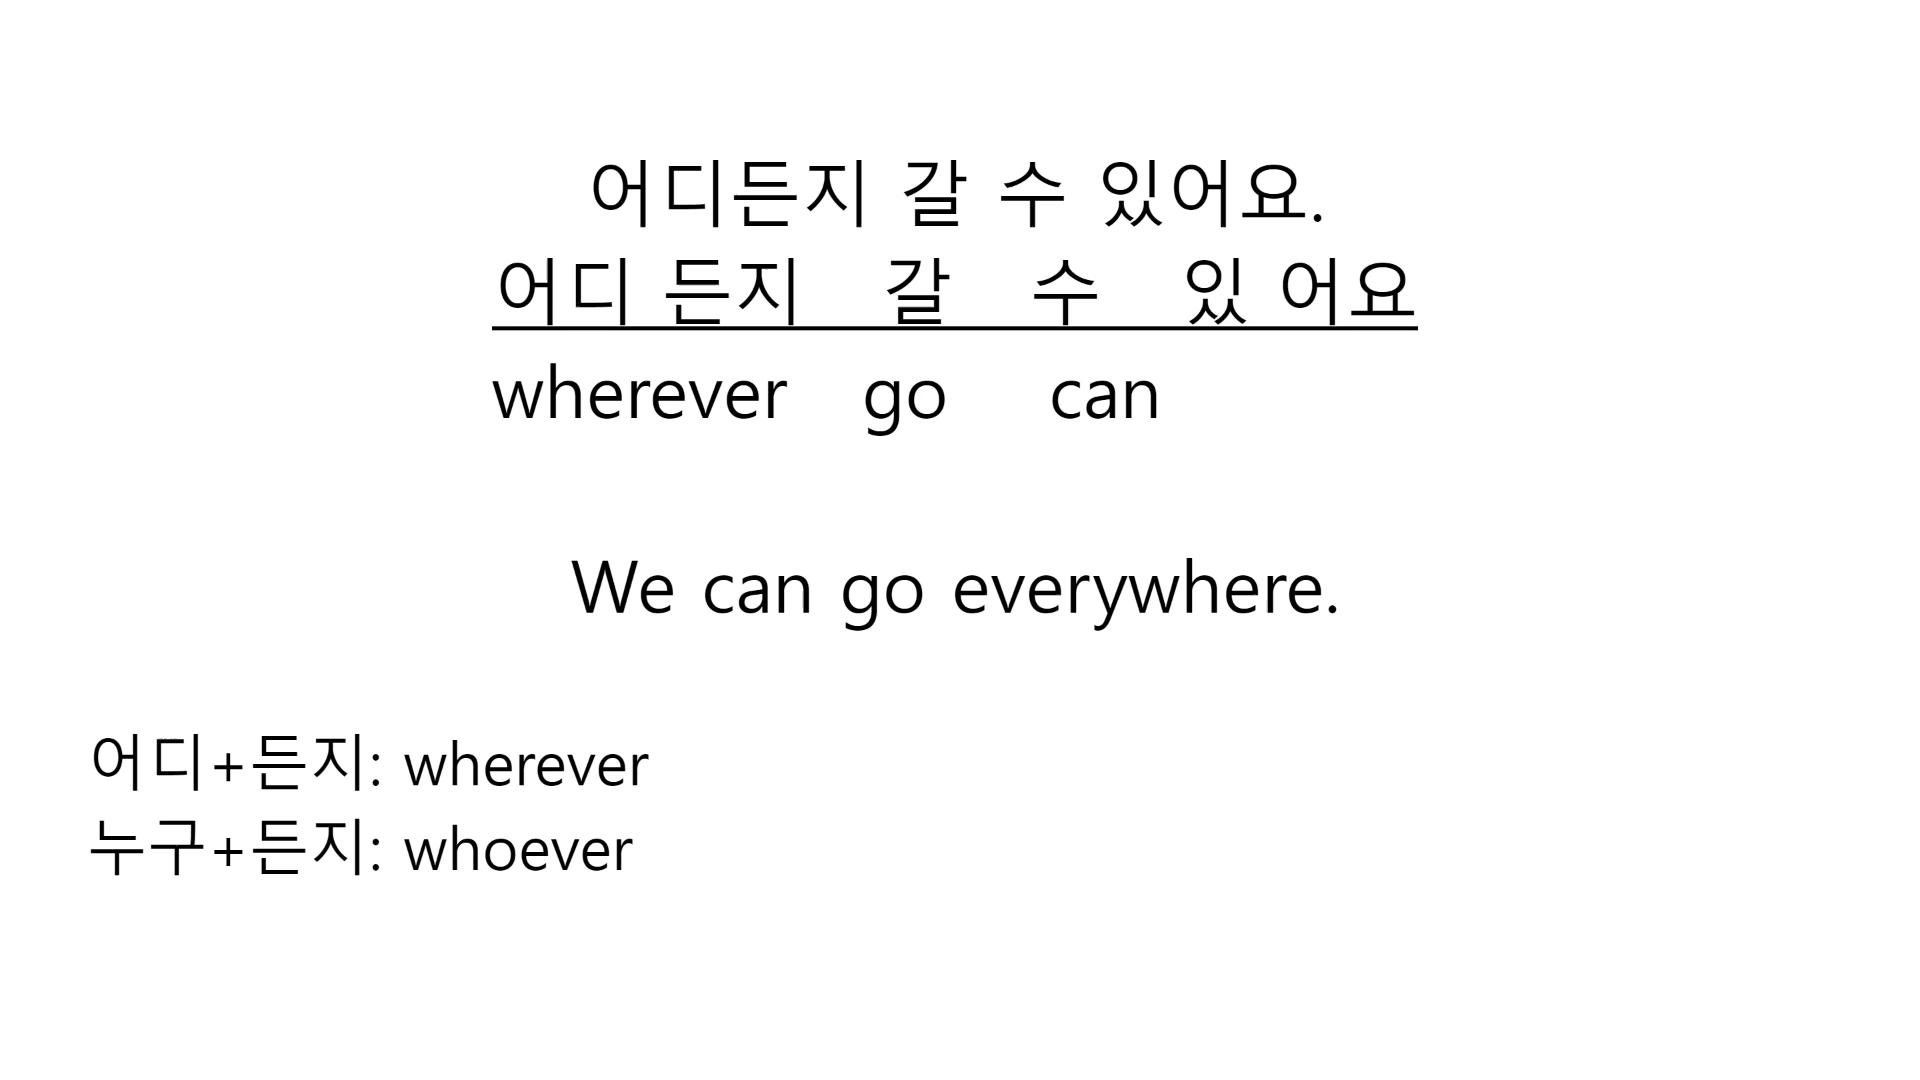 어디든지 갈 수 있어요.
어디 든지 갈 수 있 어요
wherever go can
We can go everywhere.
어디+든지: wherever
누구+든지: whoever